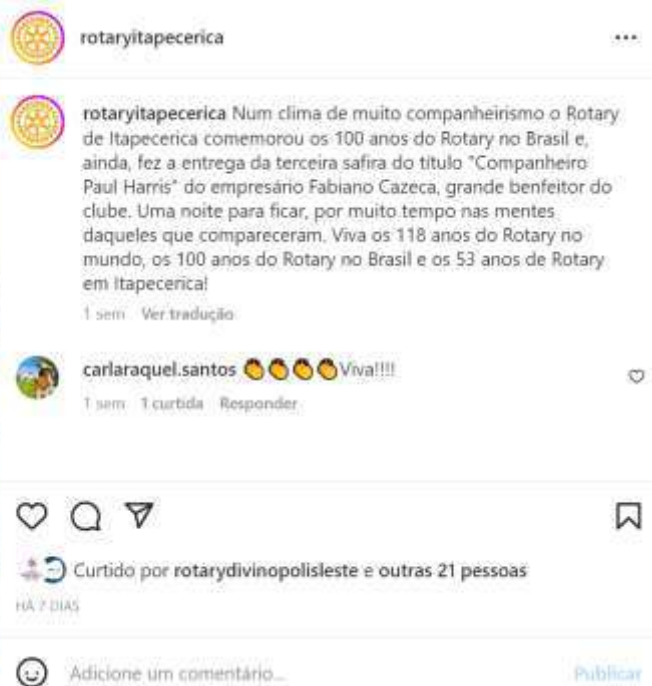 rotaryitapecerica
rotaryitapecerica Num clima de muito companheirismo o Rotary
de Itapecerica comemorou os 100 anos do Rotary no Brasil e,
ainda, fez a entrega da terceira safira do título "Companheiro
Paul Harris" do empresário Fabiano Cazeca, grande benfeitor do
clube. Uma noite para ficar, por muito tempo nas mentes
daqueles que compareceram. Viva os 118 anos do Rotary no
mundo, os 100 anos do Rotary no Brasil e os 53 anos de Rotary
em Itapecerica!
1 sem Ver tradução
carlaraquel.santos 👏👏👏👏Viva!!!!
1 sem 1 curtida Responder
Curtido por rotarydivinopolisleste e outras 21 pessoas
HÁ 7 DIAS
Adicione um comentário... Publicar